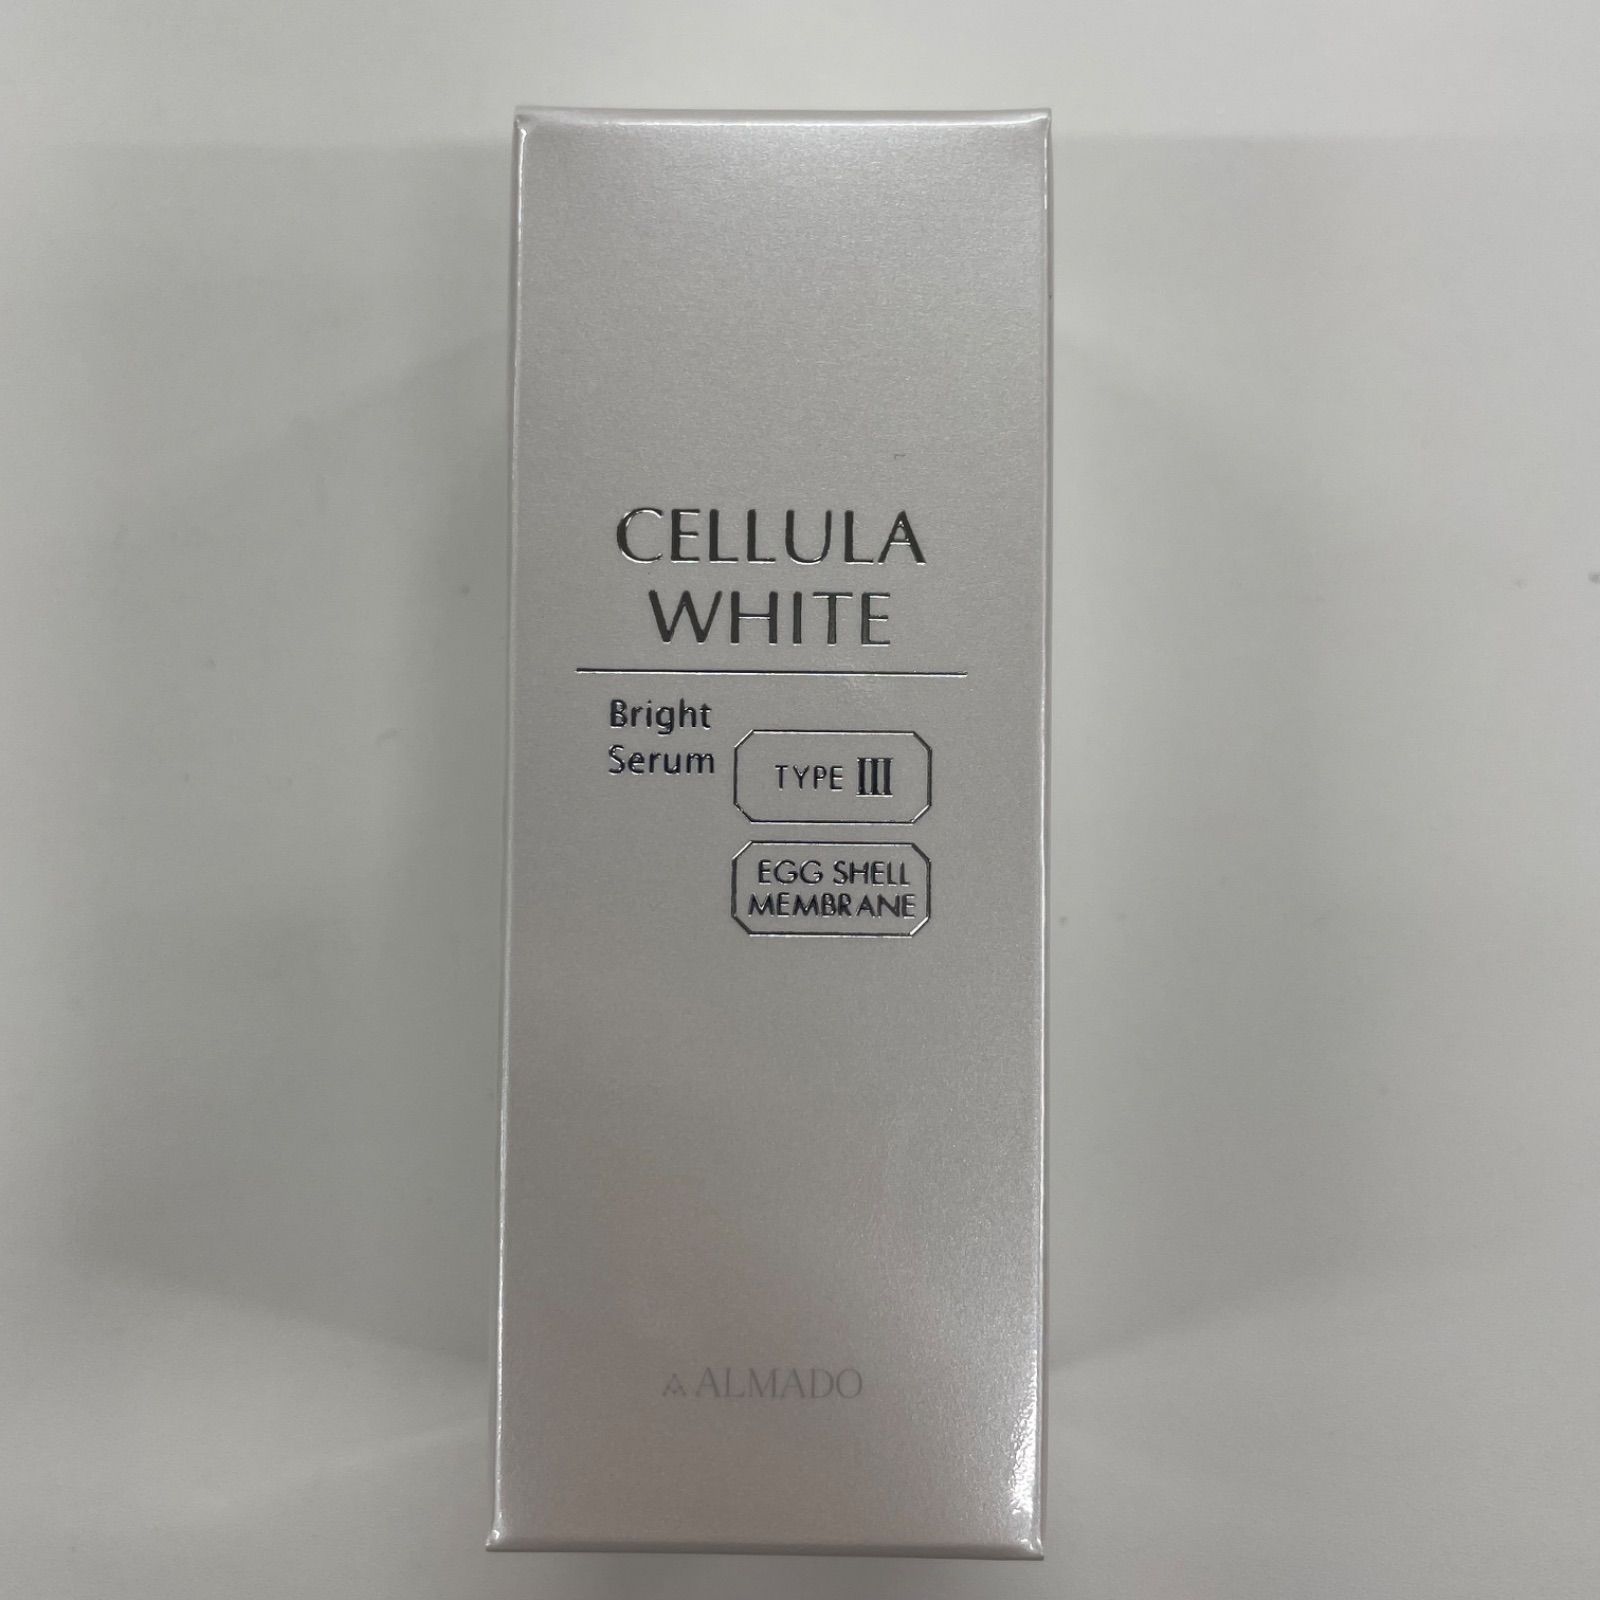 CELLULA
WHITE
Bright
Serum
TYPE III
EGG SHELL
MEMBRANE
ALMADO